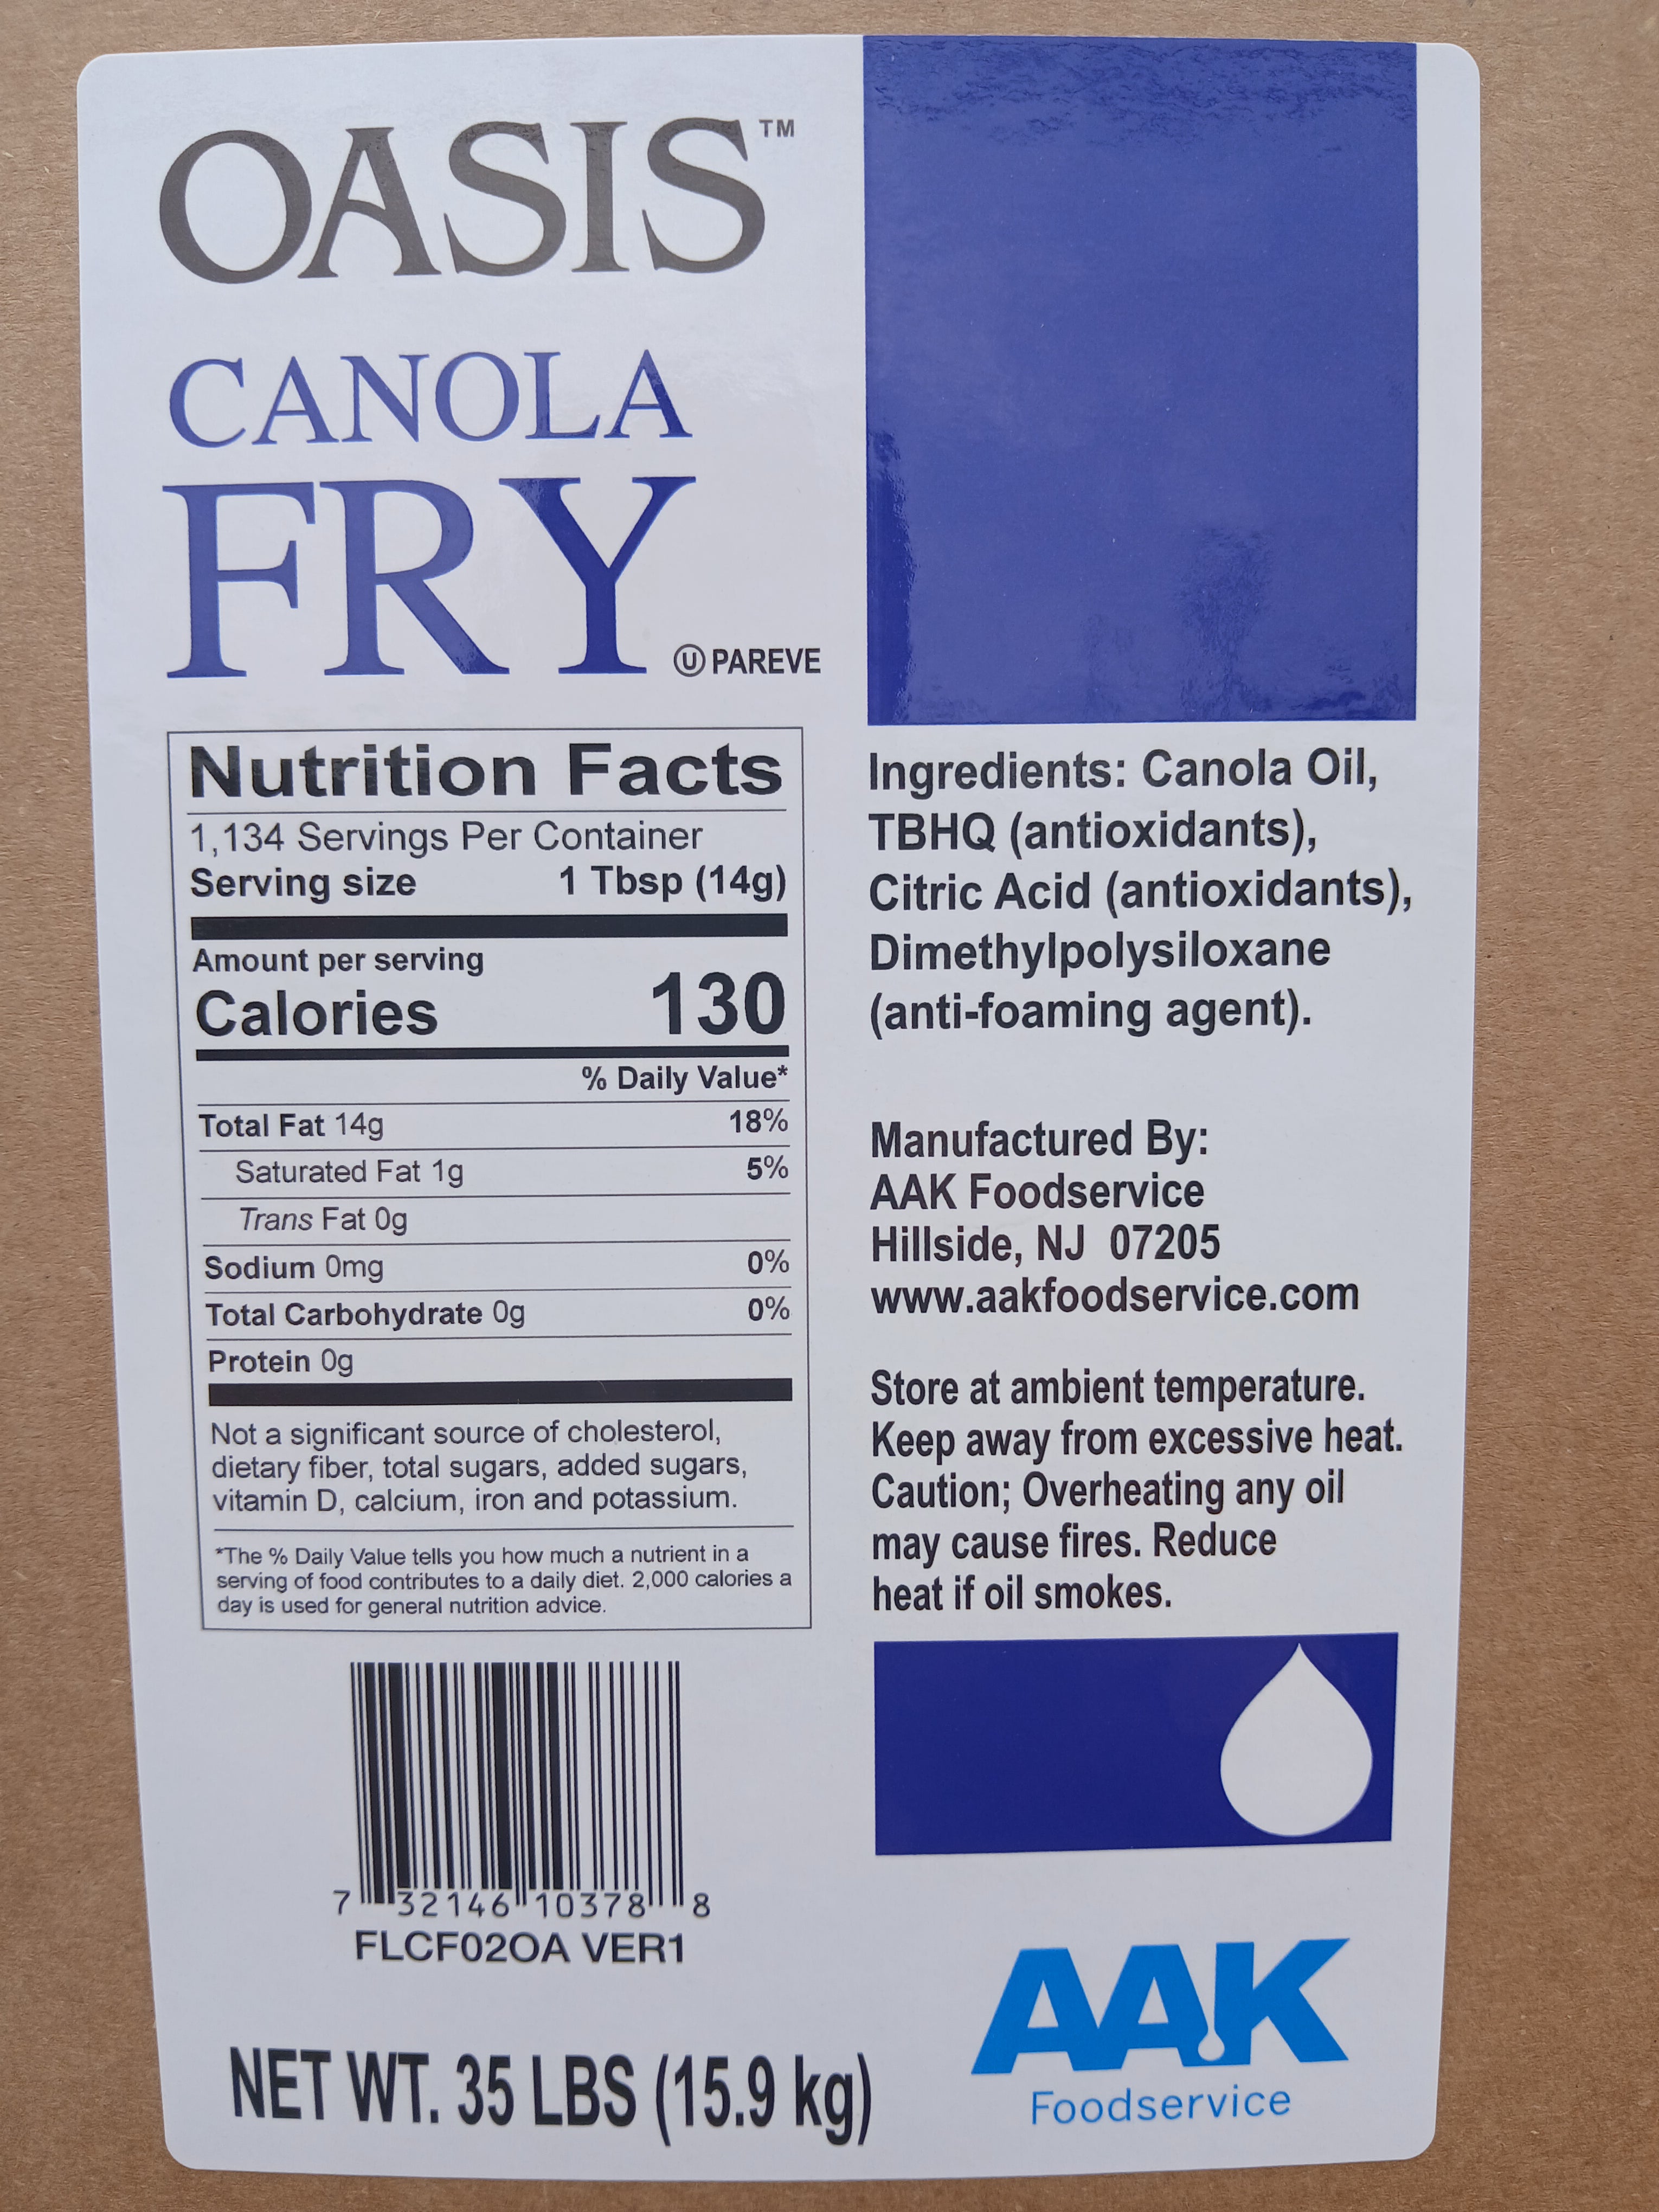 OASIS™
CANOLA
FRY
Ⓤ PAREVE
Nutrition Facts
1,134 Servings Per Container
Serving size 1 Tbsp (14g)
Amount per serving
Calories 130
% Daily Value*
Total Fat 14g 18%
Saturated Fat 1g 5%
Trans Fat 0g
Sodium 0mg 0%
Total Carbohydrate 0g 0%
Protein 0g
Not a significant source of cholesterol,
dietary fiber, total sugars, added sugars,
vitamin D, calcium, iron and potassium.
*The % Daily Value tells you how much a nutrient in a
serving of food contributes to a daily diet. 2,000 calories a
day is used for general nutrition advice.
7 32146 10378 8
FLCF02OA VER1
NET WT. 35 LBS (15.9 kg)
Ingredients: Canola Oil,
TBHQ (antioxidants),
Citric Acid (antioxidants),
Dimethylpolysiloxane
(anti-foaming agent).
Manufactured By:
AAK Foodservice
Hillside, NJ 07205
www.aakfoodservice.com
Store at ambient temperature.
Keep away from excessive heat.
Caution; Overheating any oil
may cause fires. Reduce
heat if oil smokes.
AAK
Foodservice